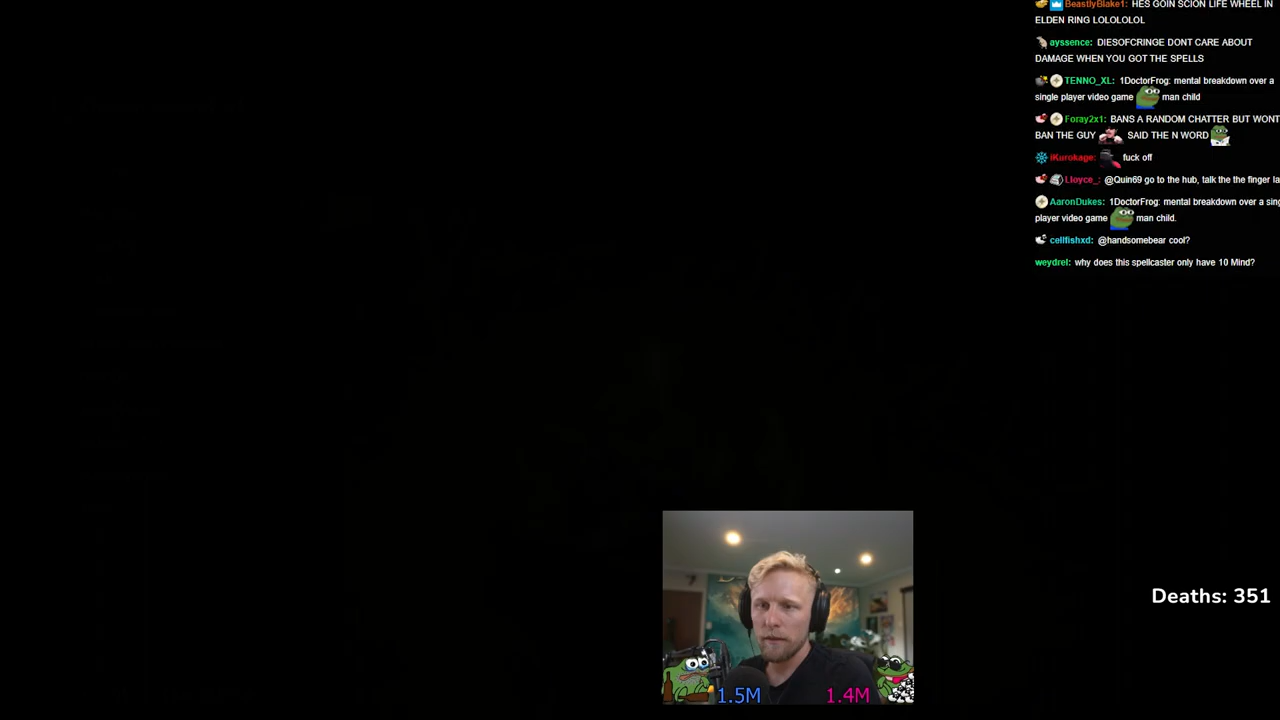 BeastlyBlake1: HES GOIN SCION LIFE WHEEL IN
ELDEN RING LOLOLOLOL
ayssence: DIESOFCRINGE DONT CARE ABOUT
DAMAGE WHEN YOU GOT THE SPELLS
TENNO_XL: 1DoctorFrog: mental breakdown over a
single player video game man child
Foray2x1: BANS A RANDOM CHATTER BUT WONT
BAN THE GUY SAID THE N WORD
iKurokage: fuck off
Lloyce_: @Quin69 go to the hub, talk the the finger la
AaronDukes: 1DoctorFrog: mental breakdown over a sing
player video game man child.
cellfishxd: @handsomebear cool?
weydrel: why does this spellcaster only have 10 Mind?
Deaths: 351
1.5M 1.4M